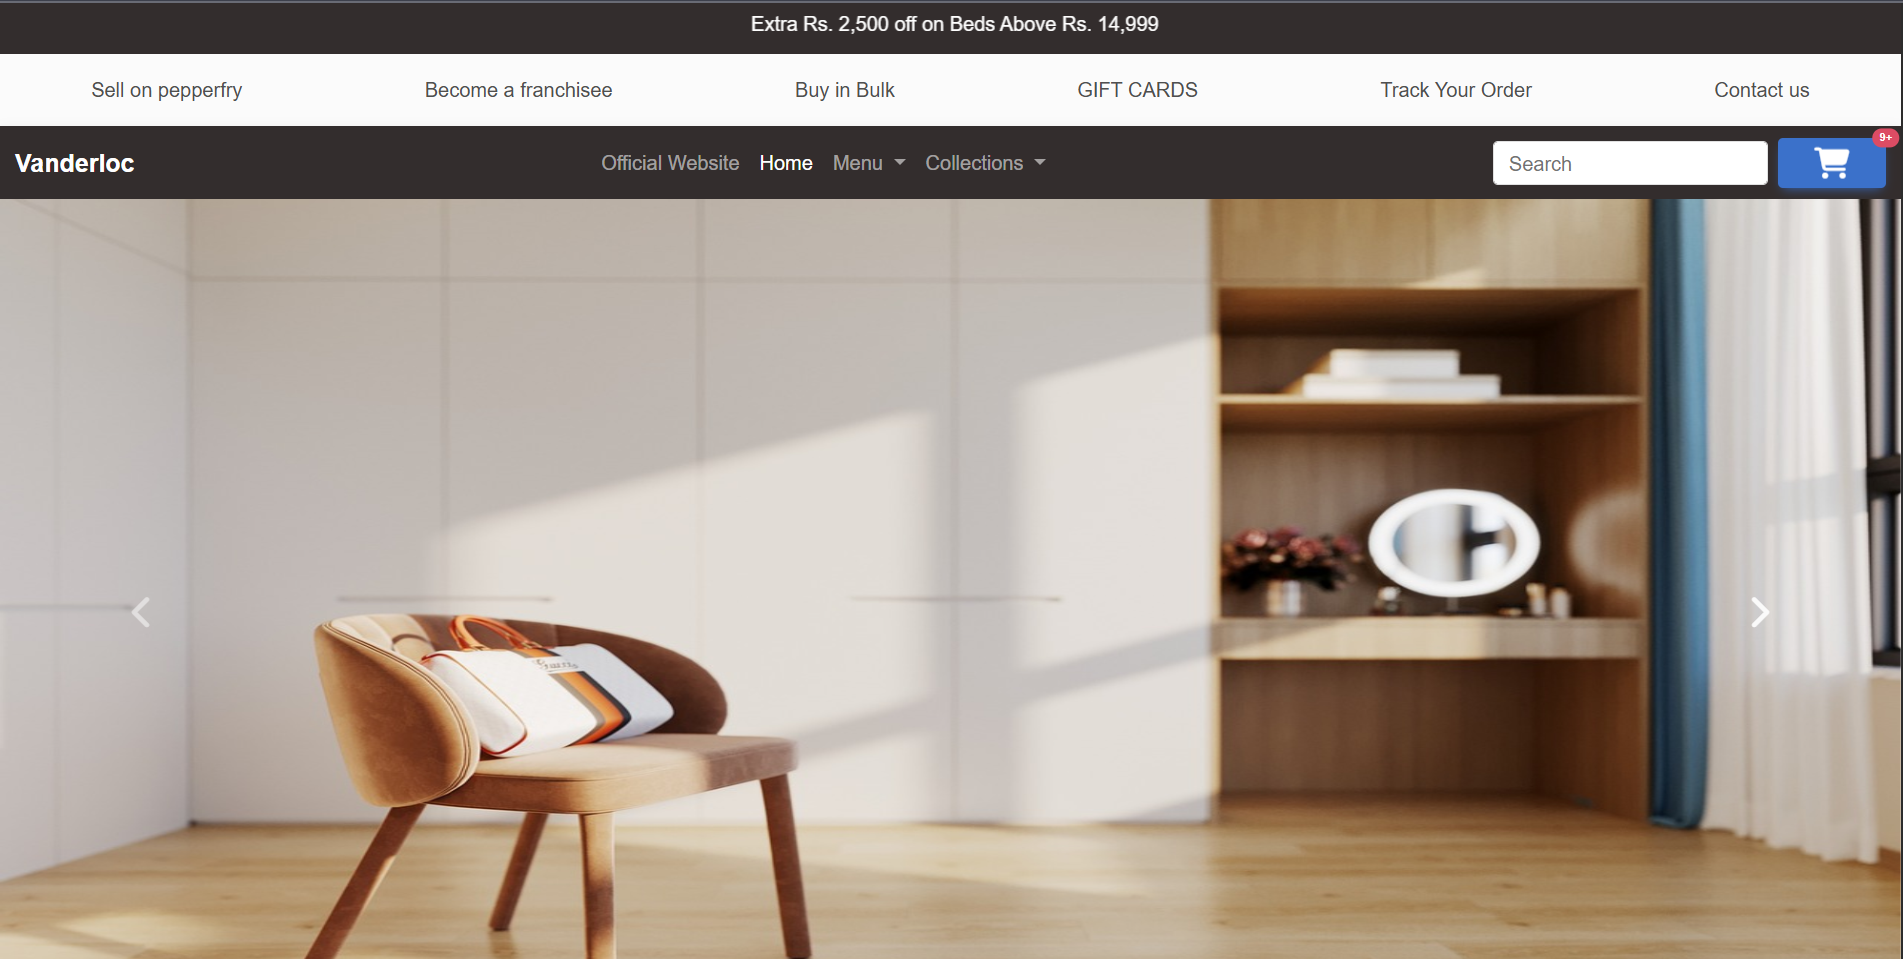 Extra Rs. 2,500 off on Beds Above Rs. 14,999
Sell on pepperfry Become a franchisee Buy in Bulk GIFT CARDS Track Your Order Contact us
Vanderloc Official Website Home Menu Collections Search 9+